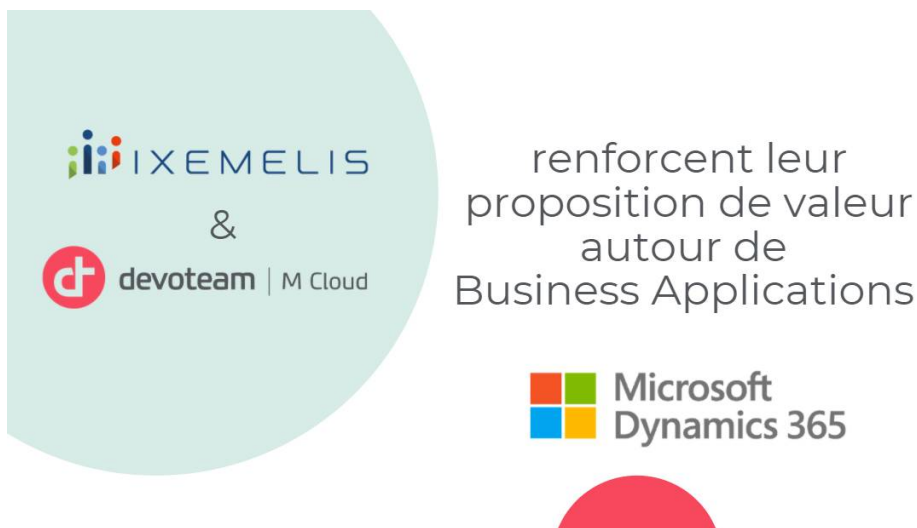 IXEMELIS
&
devoteam | M Cloud
renforcent leur
proposition de valeur
autour de
Business Applications
Microsoft
Dynamics 365